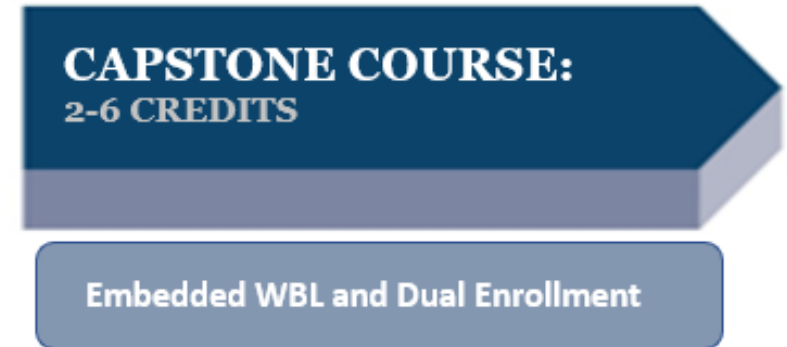 CAPSTONE COURSE:
2-6 CREDITS
Embedded WBL and Dual Enrollment